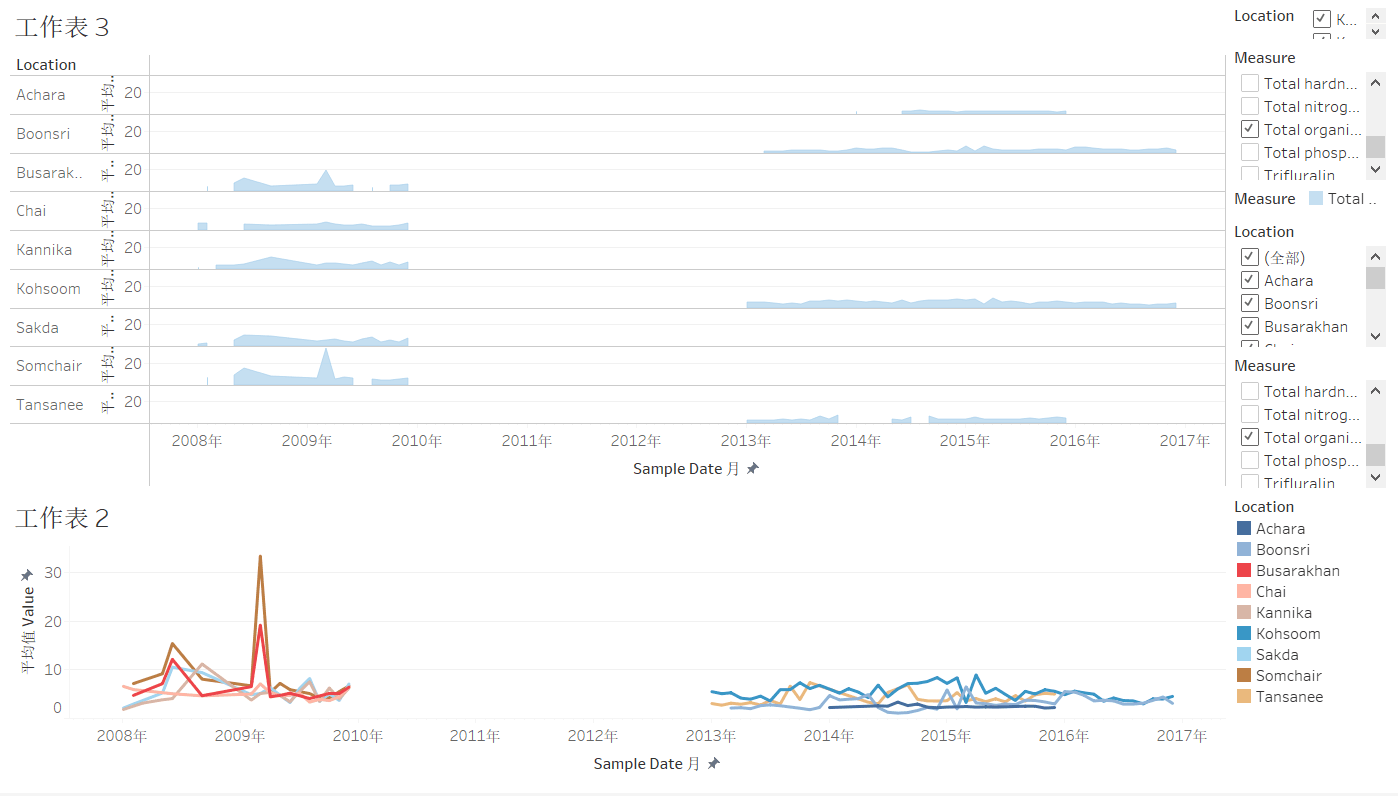 工作表 3
Location
Achara 平均.. 20
Boonsri 平均.. 20
Busarak.. 平.. 20
Chai 平均.. 20
Kannika 平均.. 20
Kohsoom 平均.. 20
Sakda 平.. 20
Somchair 平均.. 20
Tansanee 平.. 20
2008年 2009年 2010年 2011年 2012年 2013年 2014年 2015年 2016年 2017年
Sample Date 月
Location
K...
Measure
Total hardn...
Total nitrog...
Total organi...
Total phosp...
Trifluralin
Measure
Total ..
Location
(全部)
Achara
Boonsri
Busarakhan
Measure
Total hardn...
Total nitrog...
Total organi...
Total phosp...
Trifluralin
工作表 2
平均值 Value
30
20
10
0
2008年 2009年 2010年 2011年 2012年 2013年 2014年 2015年 2016年 2017年
Sample Date 月
Location
Achara
Boonsri
Busarakhan
Chai
Kannika
Kohsoom
Sakda
Somchair
Tansanee